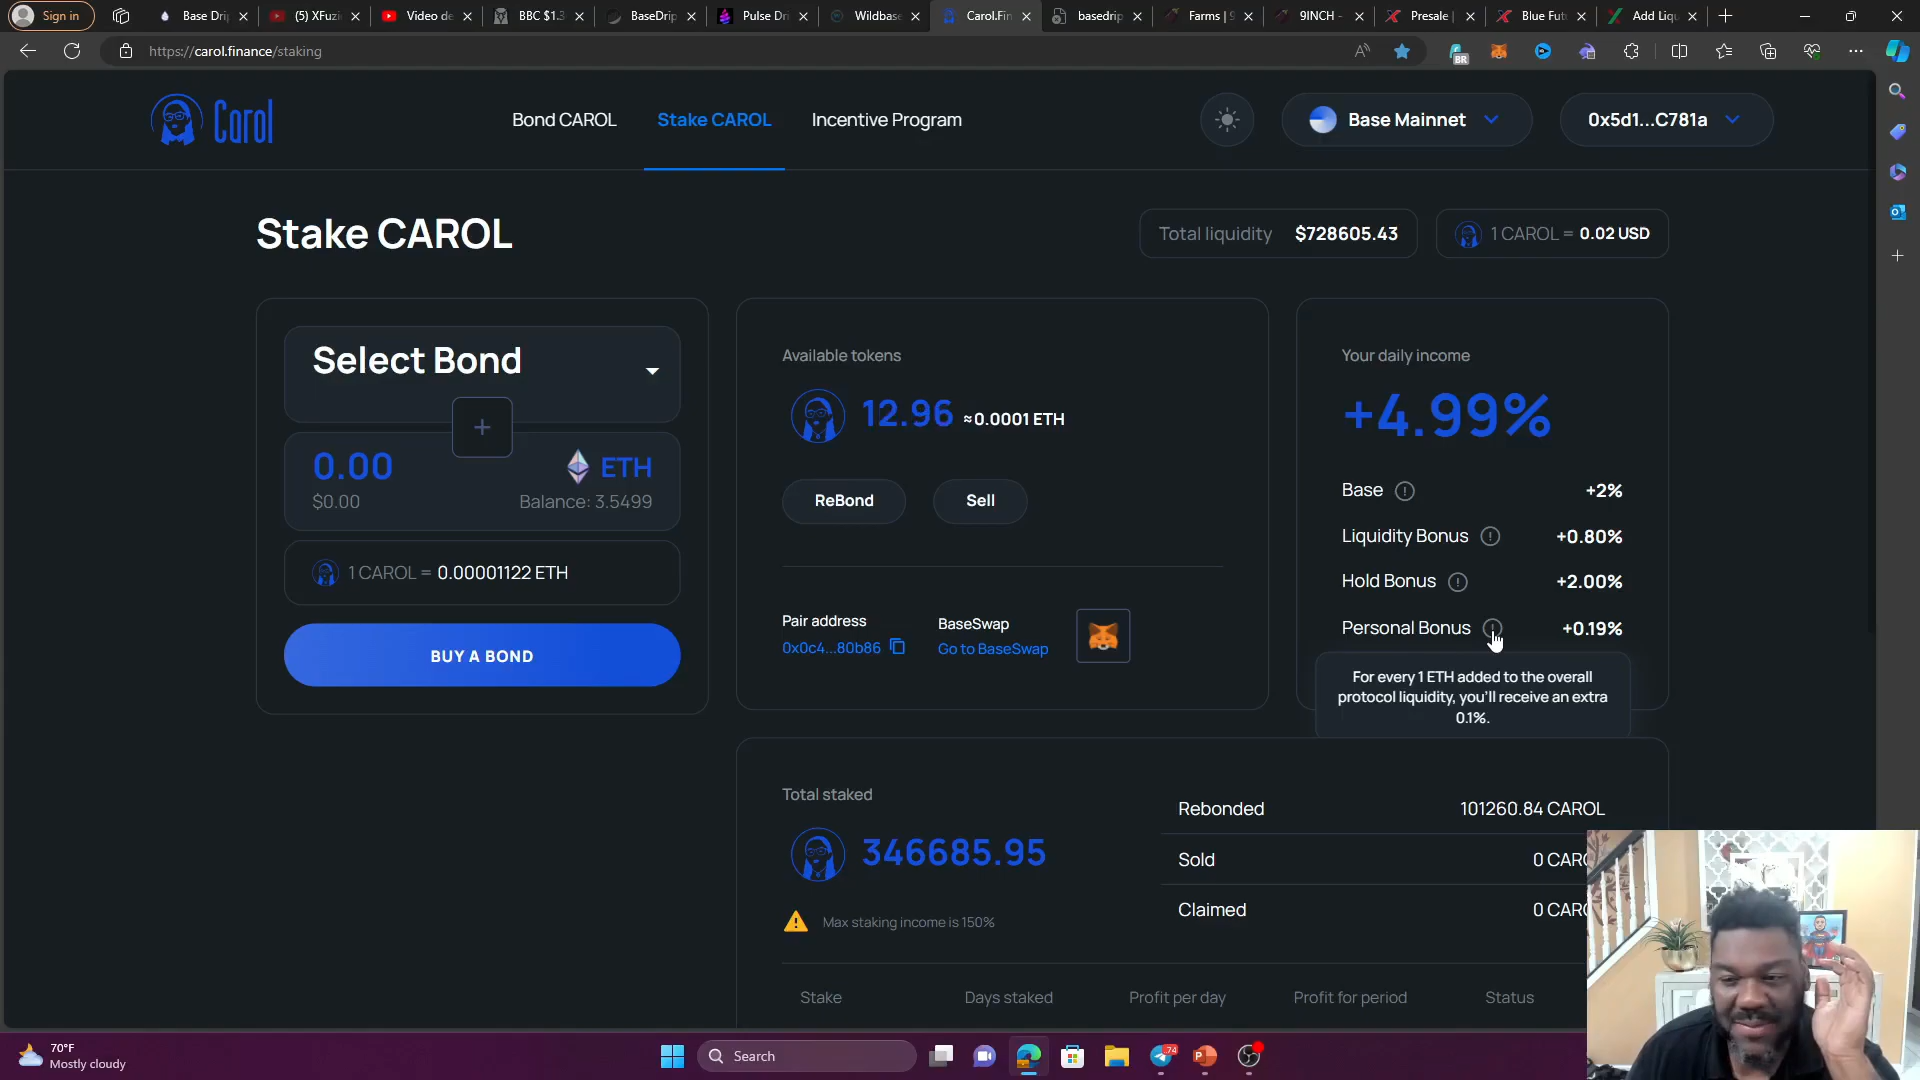 Sign in
Base Drip
(5) XFuzi
Video de
BBC $1.3
BaseDrip
Pulse Dri
Wildbase
Carol.Fin
basedrip
Farms | 9
9INCH -
Presale |
Blue Fut
Add Liqu
https://carol.finance/staking
BR
Carol
Bond CAROL
Stake CAROL
Incentive Program
Base Mainnet
0x5d1...C781a
Stake CAROL
Total liquidity $728605.43
1 CAROL = 0.02 USD
Select Bond
+
0.00
ETH
$0.00
Balance: 3.5499
1 CAROL = 0.00001122 ETH
BUY A BOND
Available tokens
12.96 ≈0.0001 ETH
ReBond
Sell
Pair address
0x0c4...80b86
BaseSwap
Go to BaseSwap
Your daily income
+4.99%
Base +2%
Liquidity Bonus +0.80%
Hold Bonus +2.00%
Personal Bonus +0.19%
For every 1 ETH added to the overall
protocol liquidity, you'll receive an extra
0.1%.
Total staked
346685.95
Max staking income is 150%
Rebonded 101260.84 CAROL
Sold 0 CARO
Claimed 0 CARO
Stake Days staked Profit per day Profit for period Status
70°F
Mostly cloudy
Search
74